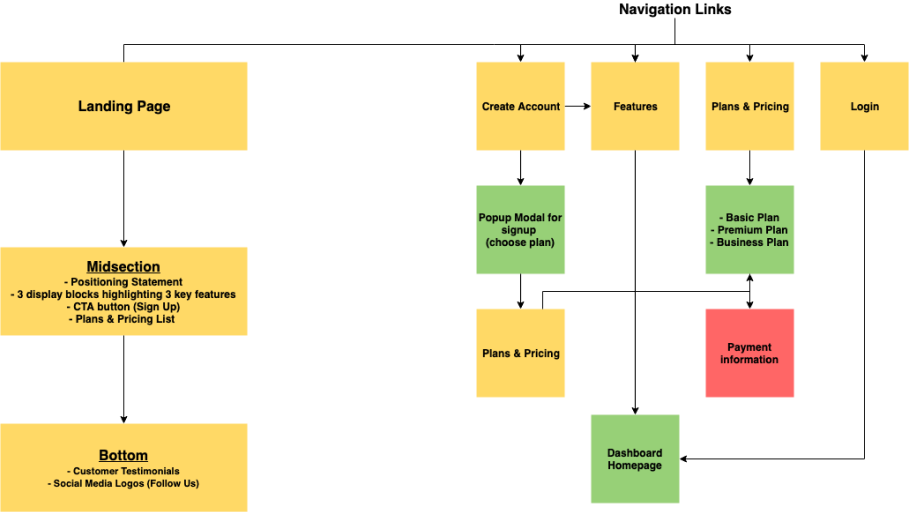 Navigation Links
Landing Page
Create Account
Features
Plans & Pricing
Login
Popup Modal for
signup
(choose plan)
- Basic Plan
- Premium Plan
- Business Plan
Midsection
- Positioning Statement
- 3 display blocks highlighting 3 key features
- CTA button (Sign Up)
- Plans & Pricing List
Plans & Pricing
Payment
information
Bottom
- Customer Testimonials
- Social Media Logos (Follow Us)
Dashboard
Homepage